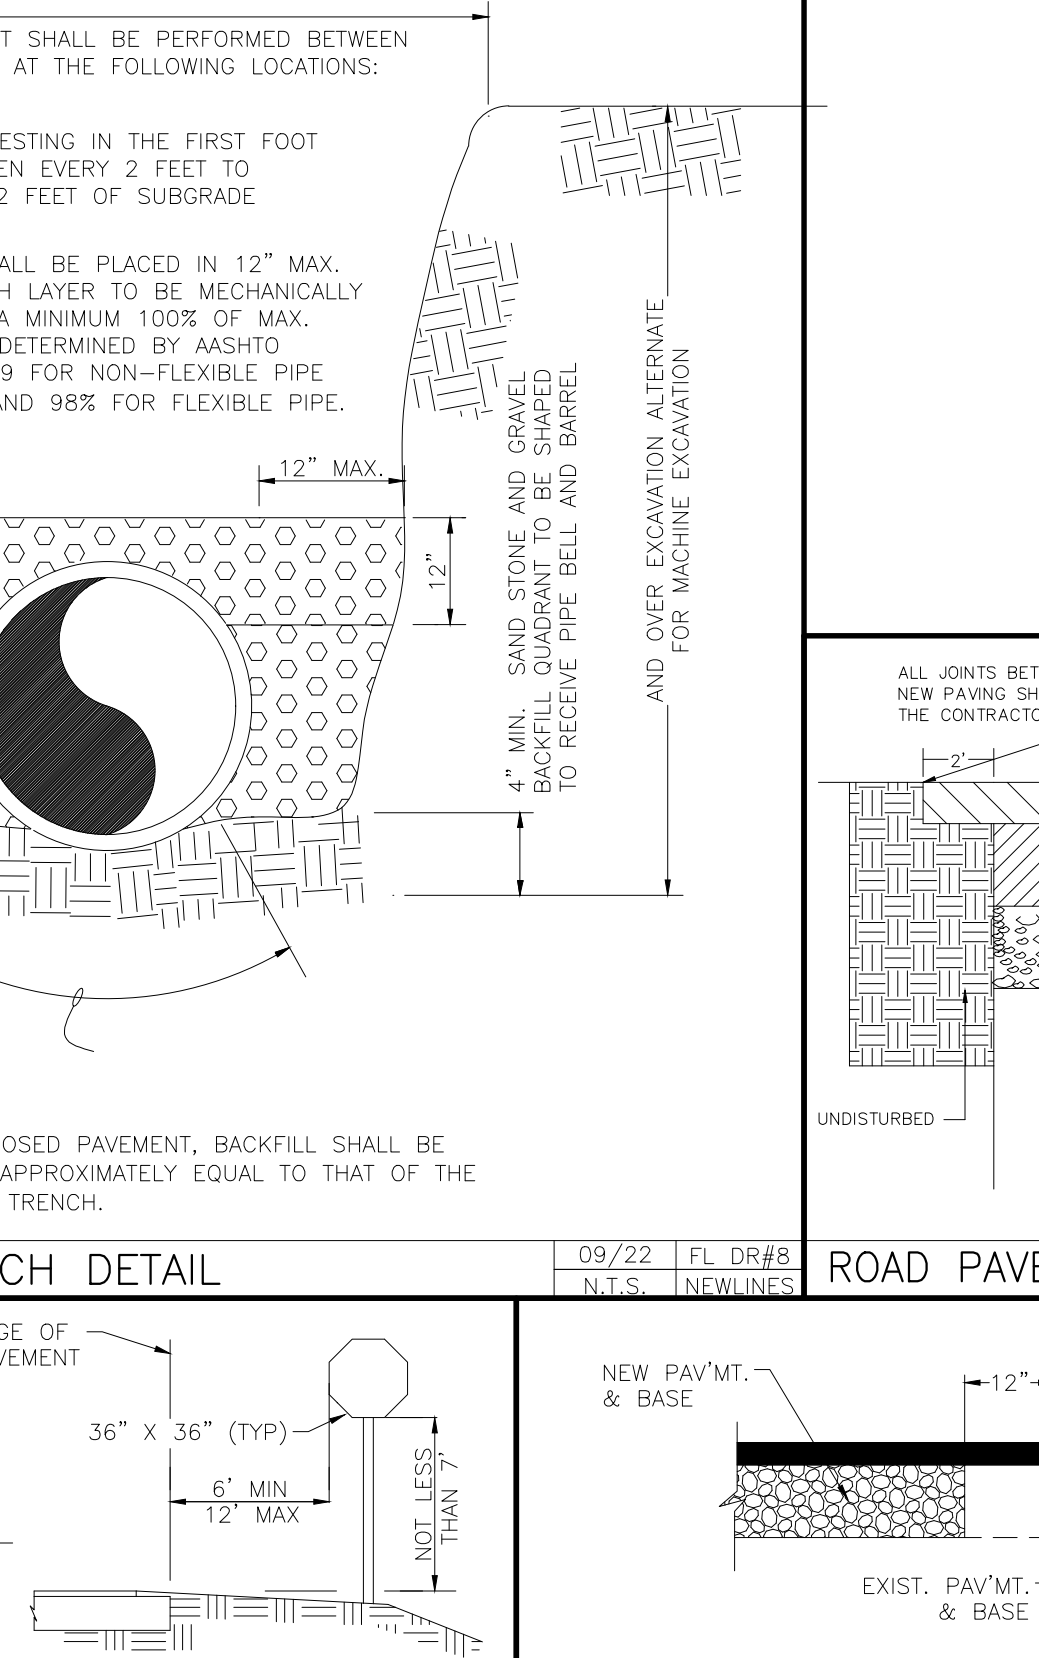 T SHALL BE PERFORMED BETWEEN
AT THE FOLLOWING LOCATIONS:
ESTING IN THE FIRST FOOT
EN EVERY 2 FEET TO
2 FEET OF SUBGRADE
ALL BE PLACED IN 12" MAX.
H LAYER TO BE MECHANICALLY
A MINIMUM 100% OF MAX.
DETERMINED BY AASHTO
9 FOR NON-FLEXIBLE PIPE
AND 98% FOR FLEXIBLE PIPE.
12" MAX.
12"
4" MIN. SAND STONE AND GRAVEL
BACKFILL QUADRANT TO BE SHAPED
TO RECEIVE PIPE BELL AND BARREL
AND OVER EXCAVATION ALTERNATE
FOR MACHINE EXCAVATION
OSED PAVEMENT, BACKFILL SHALL BE
APPROXIMATELY EQUAL TO THAT OF THE
TRENCH.
CH DETAIL
09/22
FL DR#8
N.T.S.
NEWLINES
ALL JOINTS BET
NEW PAVING SH
THE CONTRACTO
2'
UNDISTURBED
ROAD PAVE
GE OF
VEMENT
36" X 36" (TYP)
6' MIN
12' MAX
NOT LESS
THAN 7'
NEW PAV'MT.
& BASE
12"
EXIST. PAV'MT.
& BASE